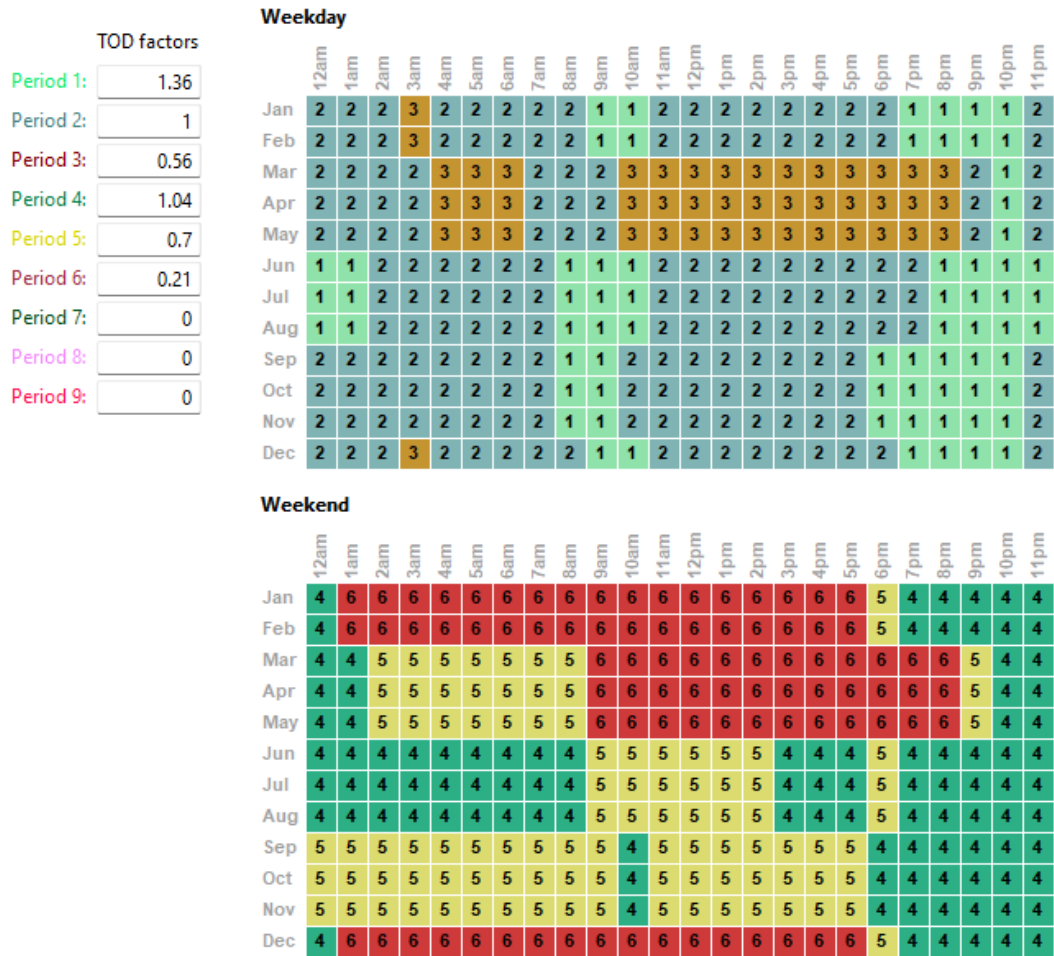 TOD factors
Period 1: 1.36
Period 2: 1
Period 3: 0.56
Period 4: 1.04
Period 5: 0.7
Period 6: 0.21
Period 7: 0
Period 8: 0
Period 9: 0
Weekday
12am 1am 2am 3am 4am 5am 6am 7am 8am 9am 10am 11am 12pm 1pm 2pm 3pm 4pm 5pm 6pm 7pm 8pm 9pm 10pm 11pm
Jan 2 2 2 3 2 2 2 2 2 1 1 2 2 2 2 2 2 2 2 1 1 1 1 2
Feb 2 2 2 3 2 2 2 2 2 1 1 2 2 2 2 2 2 2 2 1 1 1 1 2
Mar 2 2 2 2 3 3 3 2 2 2 3 3 3 3 3 3 3 3 3 3 3 2 1 2
Apr 2 2 2 2 3 3 3 2 2 2 3 3 3 3 3 3 3 3 3 3 3 2 1 2
May 2 2 2 2 3 3 3 2 2 2 3 3 3 3 3 3 3 3 3 3 3 2 1 2
Jun 1 1 2 2 2 2 2 2 1 1 1 2 2 2 2 2 2 2 2 2 1 1 1 1
Jul 1 1 2 2 2 2 2 2 1 1 1 2 2 2 2 2 2 2 2 2 1 1 1 1
Aug 1 1 2 2 2 2 2 2 1 1 1 2 2 2 2 2 2 2 2 2 1 1 1 1
Sep 2 2 2 2 2 2 2 2 1 1 2 2 2 2 2 2 2 2 1 1 1 1 1 2
Oct 2 2 2 2 2 2 2 2 1 1 2 2 2 2 2 2 2 2 1 1 1 1 1 2
Nov 2 2 2 2 2 2 2 2 1 1 2 2 2 2 2 2 2 2 1 1 1 1 1 2
Dec 2 2 2 3 2 2 2 2 2 1 1 2 2 2 2 2 2 2 2 1 1 1 1 2
Weekend
12am 1am 2am 3am 4am 5am 6am 7am 8am 9am 10am 11am 12pm 1pm 2pm 3pm 4pm 5pm 6pm 7pm 8pm 9pm 10pm 11pm
Jan 4 6 6 6 6 6 6 6 6 6 6 6 6 6 6 6 6 6 5 4 4 4 4 4
Feb 4 6 6 6 6 6 6 6 6 6 6 6 6 6 6 6 6 6 5 4 4 4 4 4
Mar 4 4 5 5 5 5 5 5 5 6 6 6 6 6 6 6 6 6 6 6 6 5 4 4
Apr 4 4 5 5 5 5 5 5 5 6 6 6 6 6 6 6 6 6 6 6 6 5 4 4
May 4 4 5 5 5 5 5 5 5 6 6 6 6 6 6 6 6 6 6 6 6 5 4 4
Jun 4 4 4 4 4 4 4 4 4 5 5 5 5 5 5 4 4 4 5 4 4 4 4 4
Jul 4 4 4 4 4 4 4 4 4 5 5 5 5 5 5 4 4 4 5 4 4 4 4 4
Aug 4 4 4 4 4 4 4 4 4 5 5 5 5 5 5 4 4 4 5 4 4 4 4 4
Sep 5 5 5 5 5 5 5 5 5 5 4 5 5 5 5 5 5 5 4 4 4 4 4 4
Oct 5 5 5 5 5 5 5 5 5 5 4 5 5 5 5 5 5 5 4 4 4 4 4 4
Nov 5 5 5 5 5 5 5 5 5 5 4 5 5 5 5 5 5 5 4 4 4 4 4 4
Dec 4 6 6 6 6 6 6 6 6 6 6 6 6 6 6 6 6 6 5 4 4 4 4 4